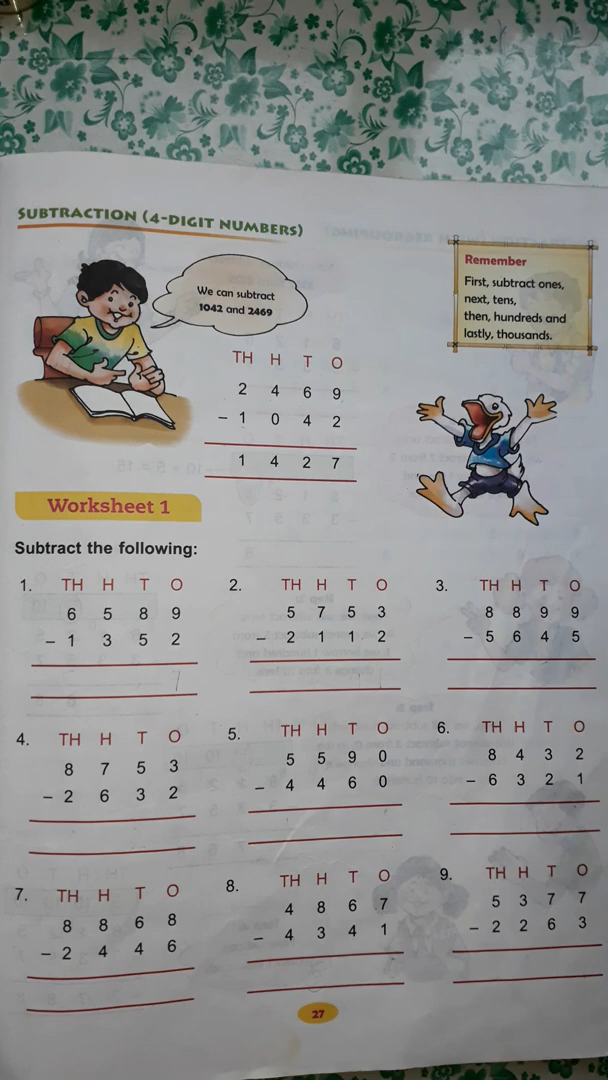 SUBTRACTION (4-DIGIT NUMBERS)
We can subtract
1042 and 2469
Remember
First, subtract ones,
next, tens,
then, hundreds and
lastly, thousands.
TH H T O
2 4 6 9
– 1 0 4 2
1 4 2 7
Worksheet 1
Subtract the following:
1. TH H T O
6 5 8 9
– 1 3 5 2
7
2. TH H T O
5 7 5 3
– 2 1 1 2
3. TH H T O
8 8 9 9
– 5 6 4 5
4. TH H T O
8 7 5 3
– 2 6 3 2
5. TH H T O
5 5 9 0
– 4 4 6 0
6. TH H T O
8 4 3 2
– 6 3 2 1
7. TH H T O
8 8 6 8
– 2 4 4 6
8. TH H T O
4 8 6 7
– 4 3 4 1
9. TH H T O
5 3 7 7
– 2 2 6 3
27